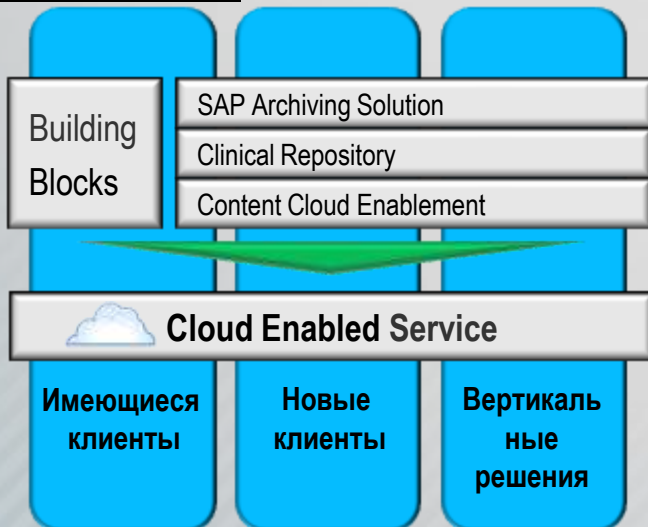 Building
Blocks
SAP Archiving Solution
Clinical Repository
Content Cloud Enablement
Cloud Enabled Service
Имеющиеся
клиенты
Новые
клиенты
Вертикаль
ные
решения